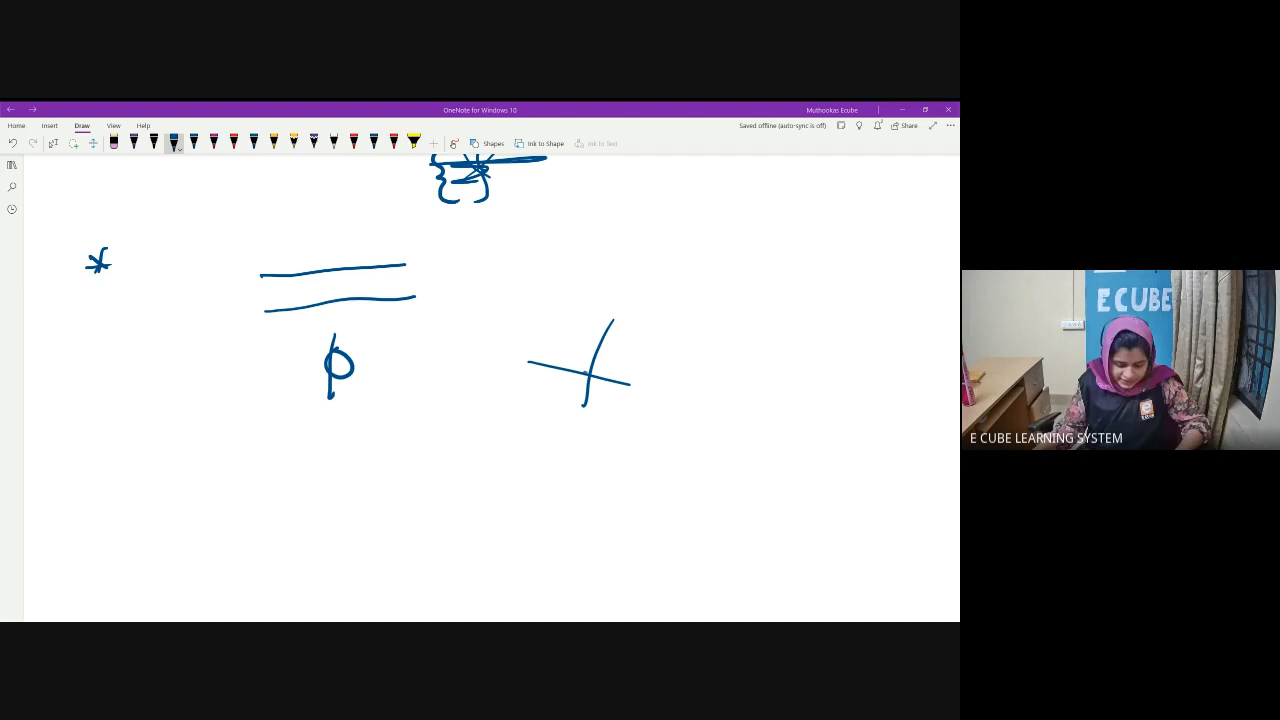 OneNote for Windows 10
Muthookas Ecube
Home Insert Draw View Help
Saved offline (auto-sync is off)
Share
Shapes
Ink to Shape
Ink to Text
{ }
*
φ
E CUBE
E CUBE LEARNING SYSTEM